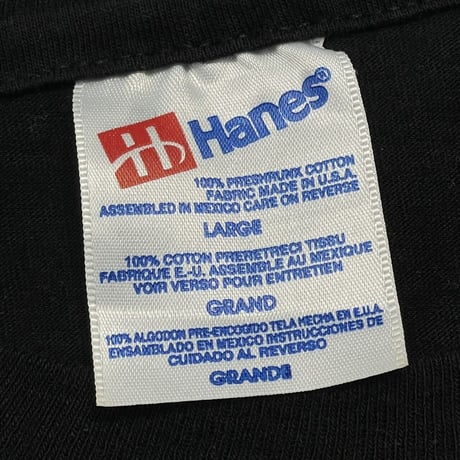 Hanes®
100% PRESHRUNK COTTON
FABRIC MADE IN U.S.A.
ASSEMBLED IN MEXICO CARE ON REVERSE
LARGE
100% COTON PRERETRECI TISSU
FABRIQUE E.-U. ASSEMBLE AU MEXIQUE
VOIR VERSO POUR ENTRETIEN
GRAND
100% ALGODON PRE-ENCOGIDO TELA HECHA EN E.U.A.
ENSAMBLADO EN MEXICO INSTRUCCIONES DE
CUIDADO AL REVERSO
GRANDE